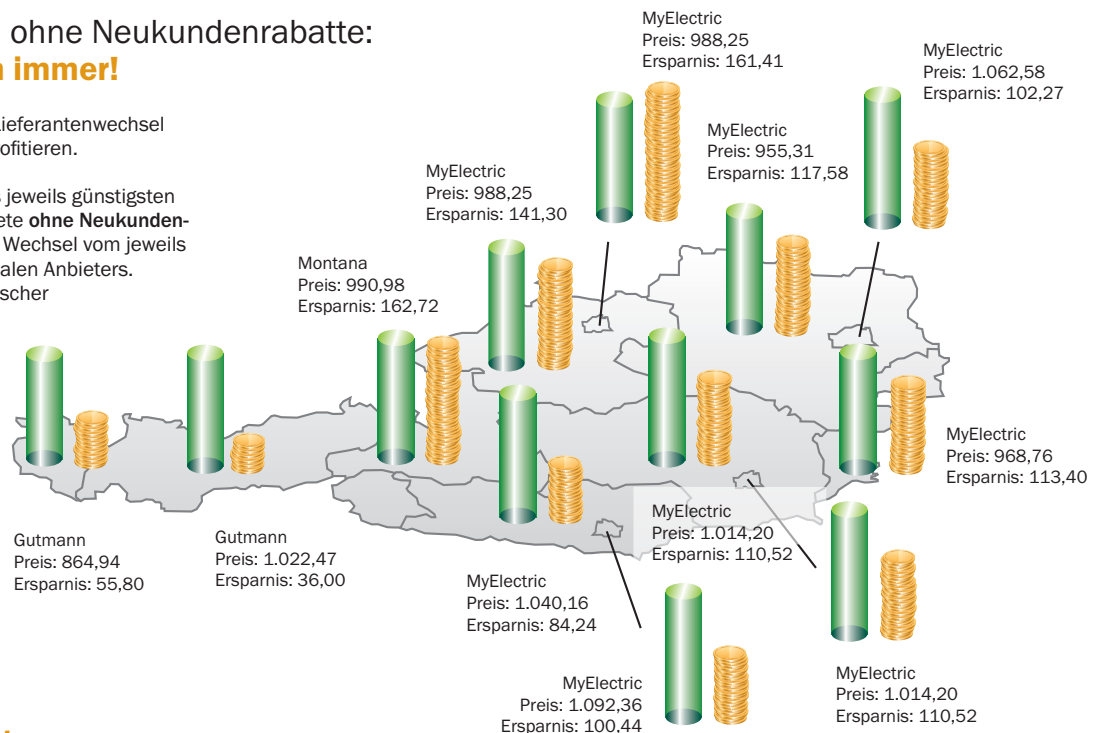 ohne Neukundenrabatte:
immer!
Lieferantenwechsel
jeweils günstigsten
ohne Neukunden-
Wechsel vom jeweils
Anbieters.
MyElectric
Preis: 988,25
Ersparnis: 161,41
MyElectric
Preis: 1.062,58
Ersparnis: 102,27
MyElectric
Preis: 955,31
Ersparnis: 117,58
MyElectric
Preis: 988,25
Ersparnis: 141,30
Montana
Preis: 990,98
Ersparnis: 162,72
MyElectric
Preis: 968,76
Ersparnis: 113,40
Gutmann
Preis: 864,94
Ersparnis: 55,80
Gutmann
Preis: 1.022,47
Ersparnis: 36,00
MyElectric
Preis: 1.014,20
Ersparnis: 110,52
MyElectric
Preis: 1.040,16
Ersparnis: 84,24
MyElectric
Preis: 1.092,36
Ersparnis: 100,44
MyElectric
Preis: 1.014,20
Ersparnis: 110,52